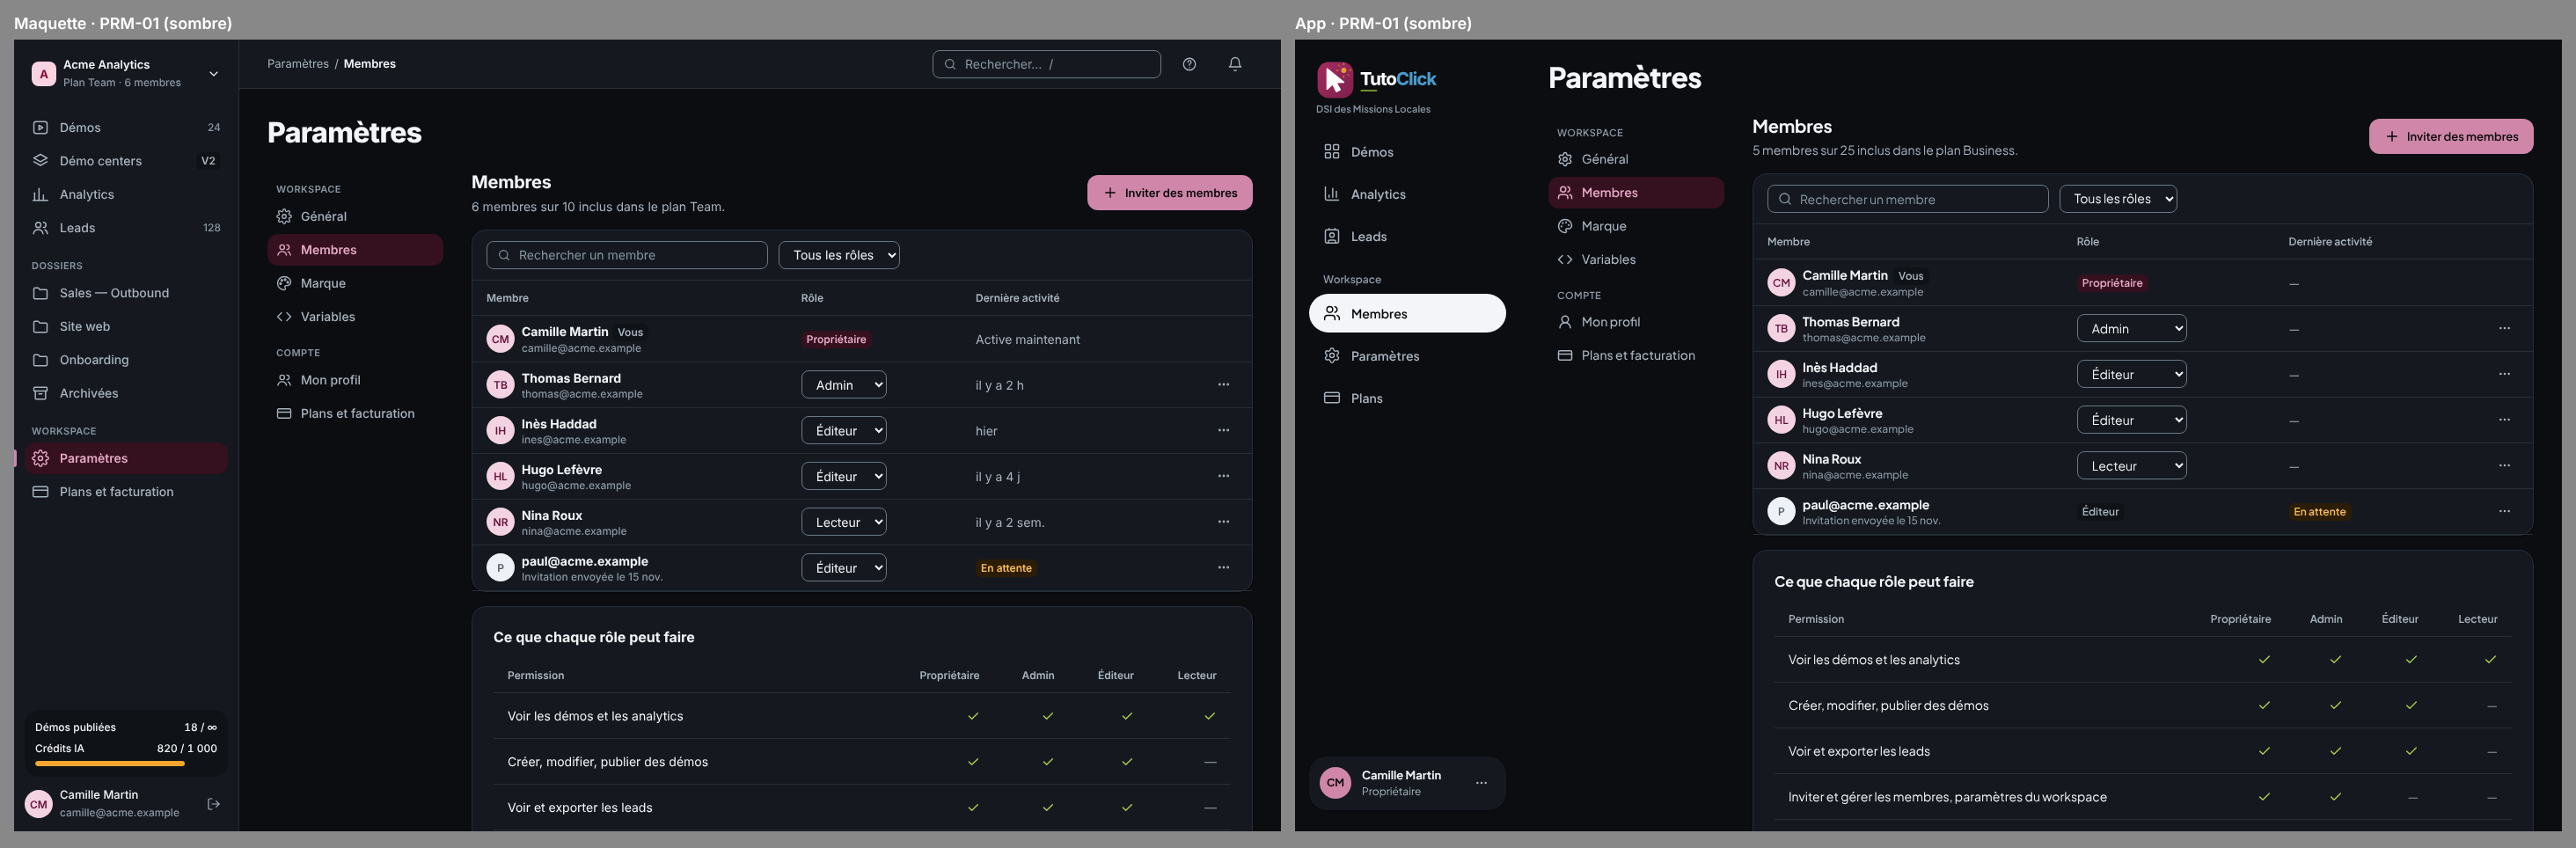 Maquette · PRM-01 (sombre)
A
Acme Analytics
Plan Team · 6 membres
Démos 24
Démo centers V2
Analytics
Leads 128
DOSSIERS
Sales — Outbound
Site web
Onboarding
Archivées
WORKSPACE
Paramètres
Plans et facturation
Démos publiées 18 / ∞
Crédits IA 820 / 1 000
CM
Camille Martin
camille@acme.example
Paramètres / Membres
Rechercher... /
Paramètres
WORKSPACE
Général
Membres
Marque
Variables
COMPTE
Mon profil
Plans et facturation
Membres
6 membres sur 10 inclus dans le plan Team.
Inviter des membres
Rechercher un membre
Tous les rôles
Membre Rôle Dernière activité
CM Camille Martin Vous Propriétaire Active maintenant
camille@acme.example
TB Thomas Bernard Admin il y a 2 h
thomas@acme.example
IH Inès Haddad Éditeur hier
ines@acme.example
HL Hugo Lefèvre Éditeur il y a 4 j
hugo@acme.example
NR Nina Roux Lecteur il y a 2 sem.
nina@acme.example
P paul@acme.example Éditeur En attente
Invitation envoyée le 15 nov.
Ce que chaque rôle peut faire
Permission Propriétaire Admin Éditeur Lecteur
Voir les démos et les analytics ✓ ✓ ✓ ✓
Créer, modifier, publier des démos ✓ ✓ ✓ —
Voir et exporter les leads ✓ ✓ ✓ —
App · PRM-01 (sombre)
TutoClick
DSI des Missions Locales
Démos
Analytics
Leads
Workspace
Membres
Paramètres
Plans
CM
Camille Martin
Propriétaire
Paramètres
WORKSPACE
Général
Membres
Marque
Variables
COMPTE
Mon profil
Plans et facturation
Membres
5 membres sur 25 inclus dans le plan Business.
Inviter des membres
Rechercher un membre
Tous les rôles
Membre Rôle Dernière activité
CM Camille Martin Vous Propriétaire —
camille@acme.example
TB Thomas Bernard Admin —
thomas@acme.example
IH Inès Haddad Éditeur —
ines@acme.example
HL Hugo Lefèvre Éditeur —
hugo@acme.example
NR Nina Roux Lecteur —
nina@acme.example
P paul@acme.example Éditeur En attente
Invitation envoyée le 15 nov.
Ce que chaque rôle peut faire
Permission Propriétaire Admin Éditeur Lecteur
Voir les démos et les analytics ✓ ✓ ✓ ✓
Créer, modifier, publier des démos ✓ ✓ ✓ —
Voir et exporter les leads ✓ ✓ ✓ —
Inviter et gérer les membres, paramètres du workspace ✓ ✓ — —